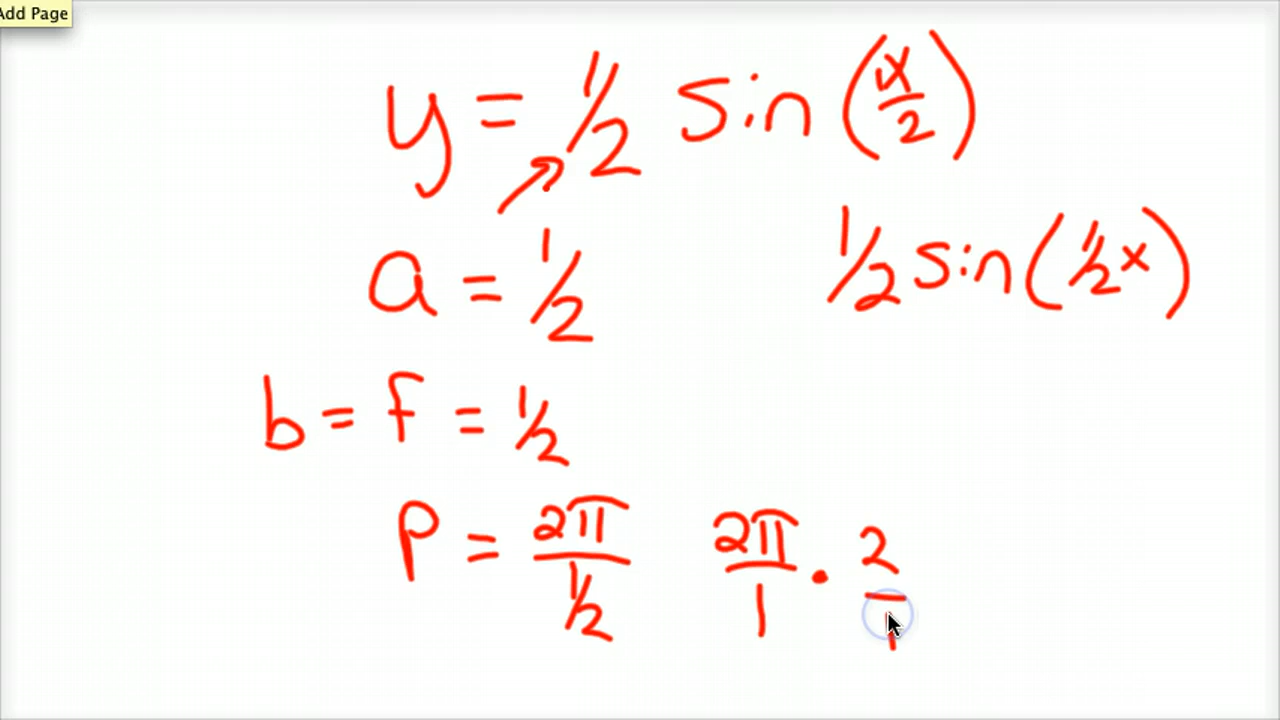 Add Page
y = 1/2 sin (x/2)
a = 1/2
1/2 sin (1/2 x)
b = f = 1/2
P = 2π/1/2   2π/1 · 2/1